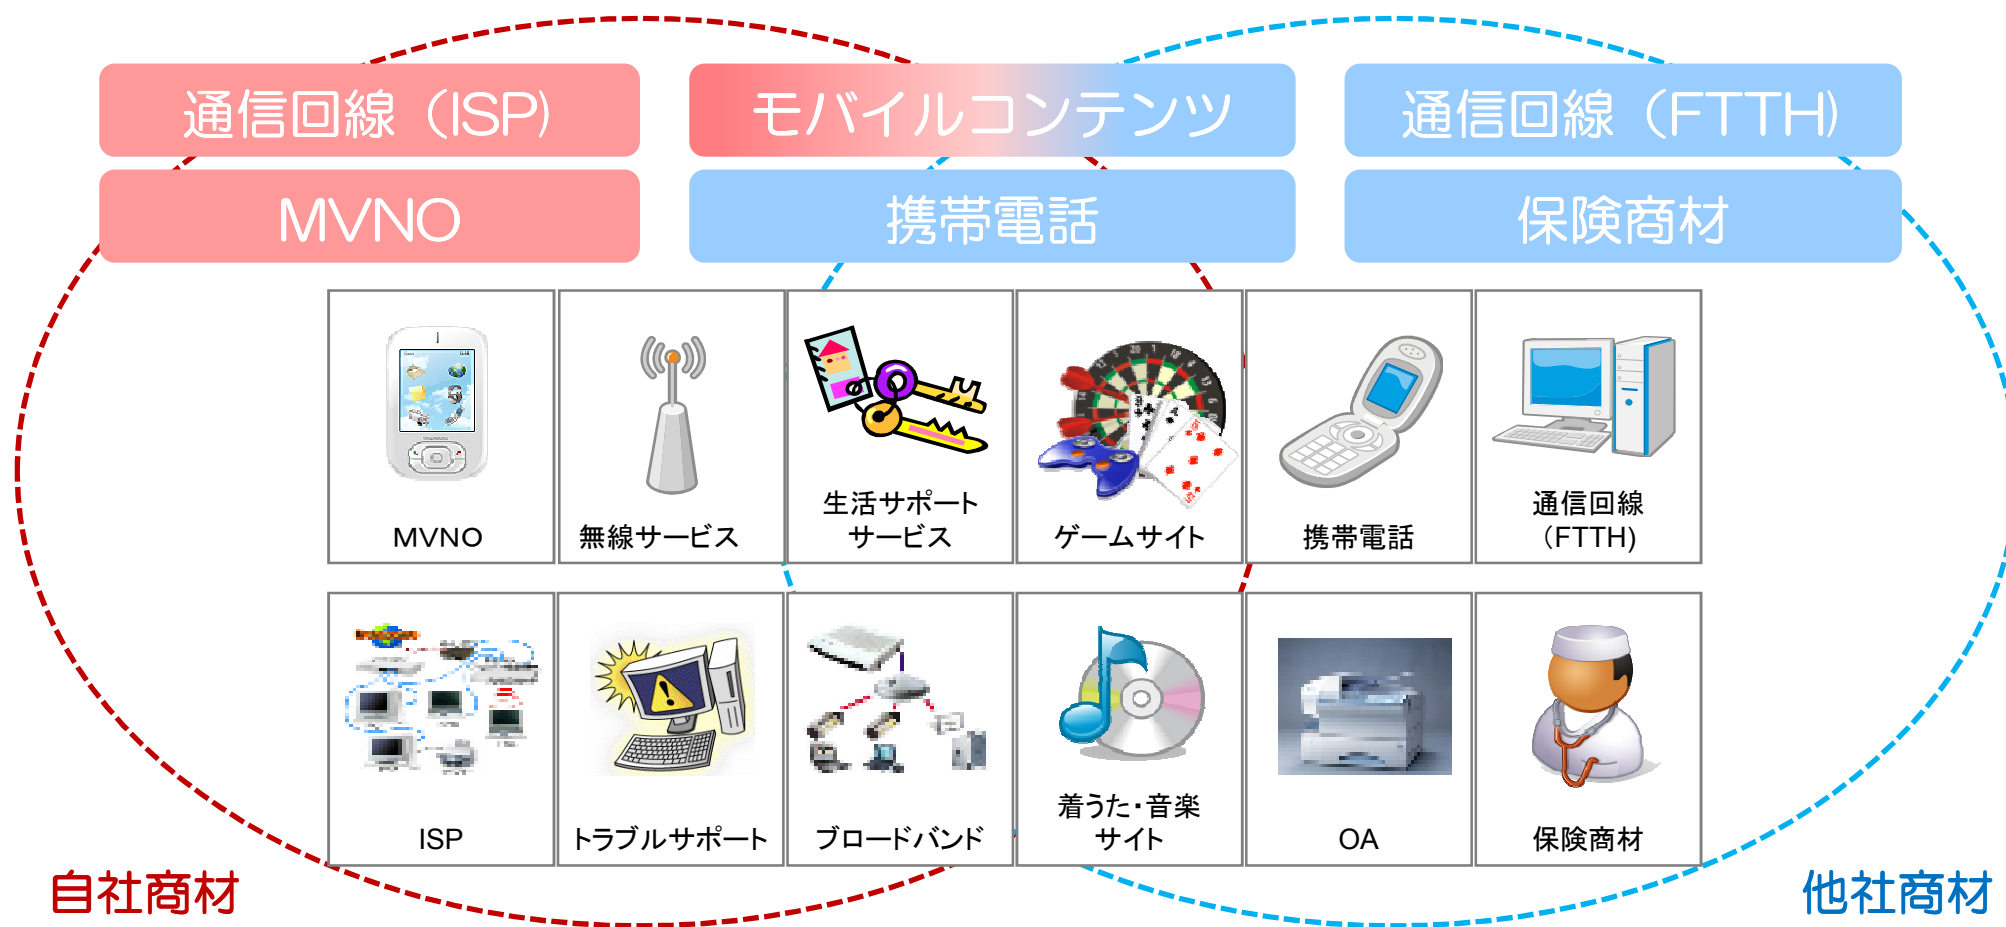 通信回線（ISP)
モバイルコンテンツ
通信回線（FTTH)
MVNO
携帯電話
保険商材
MVNO
無線サービス
生活サポート
サービス
ゲームサイト
携帯電話
通信回線
（FTTH)
ISP
トラブルサポート
ブロードバンド
着うた・音楽
サイト
OA
保険商材
自社商材
他社商材